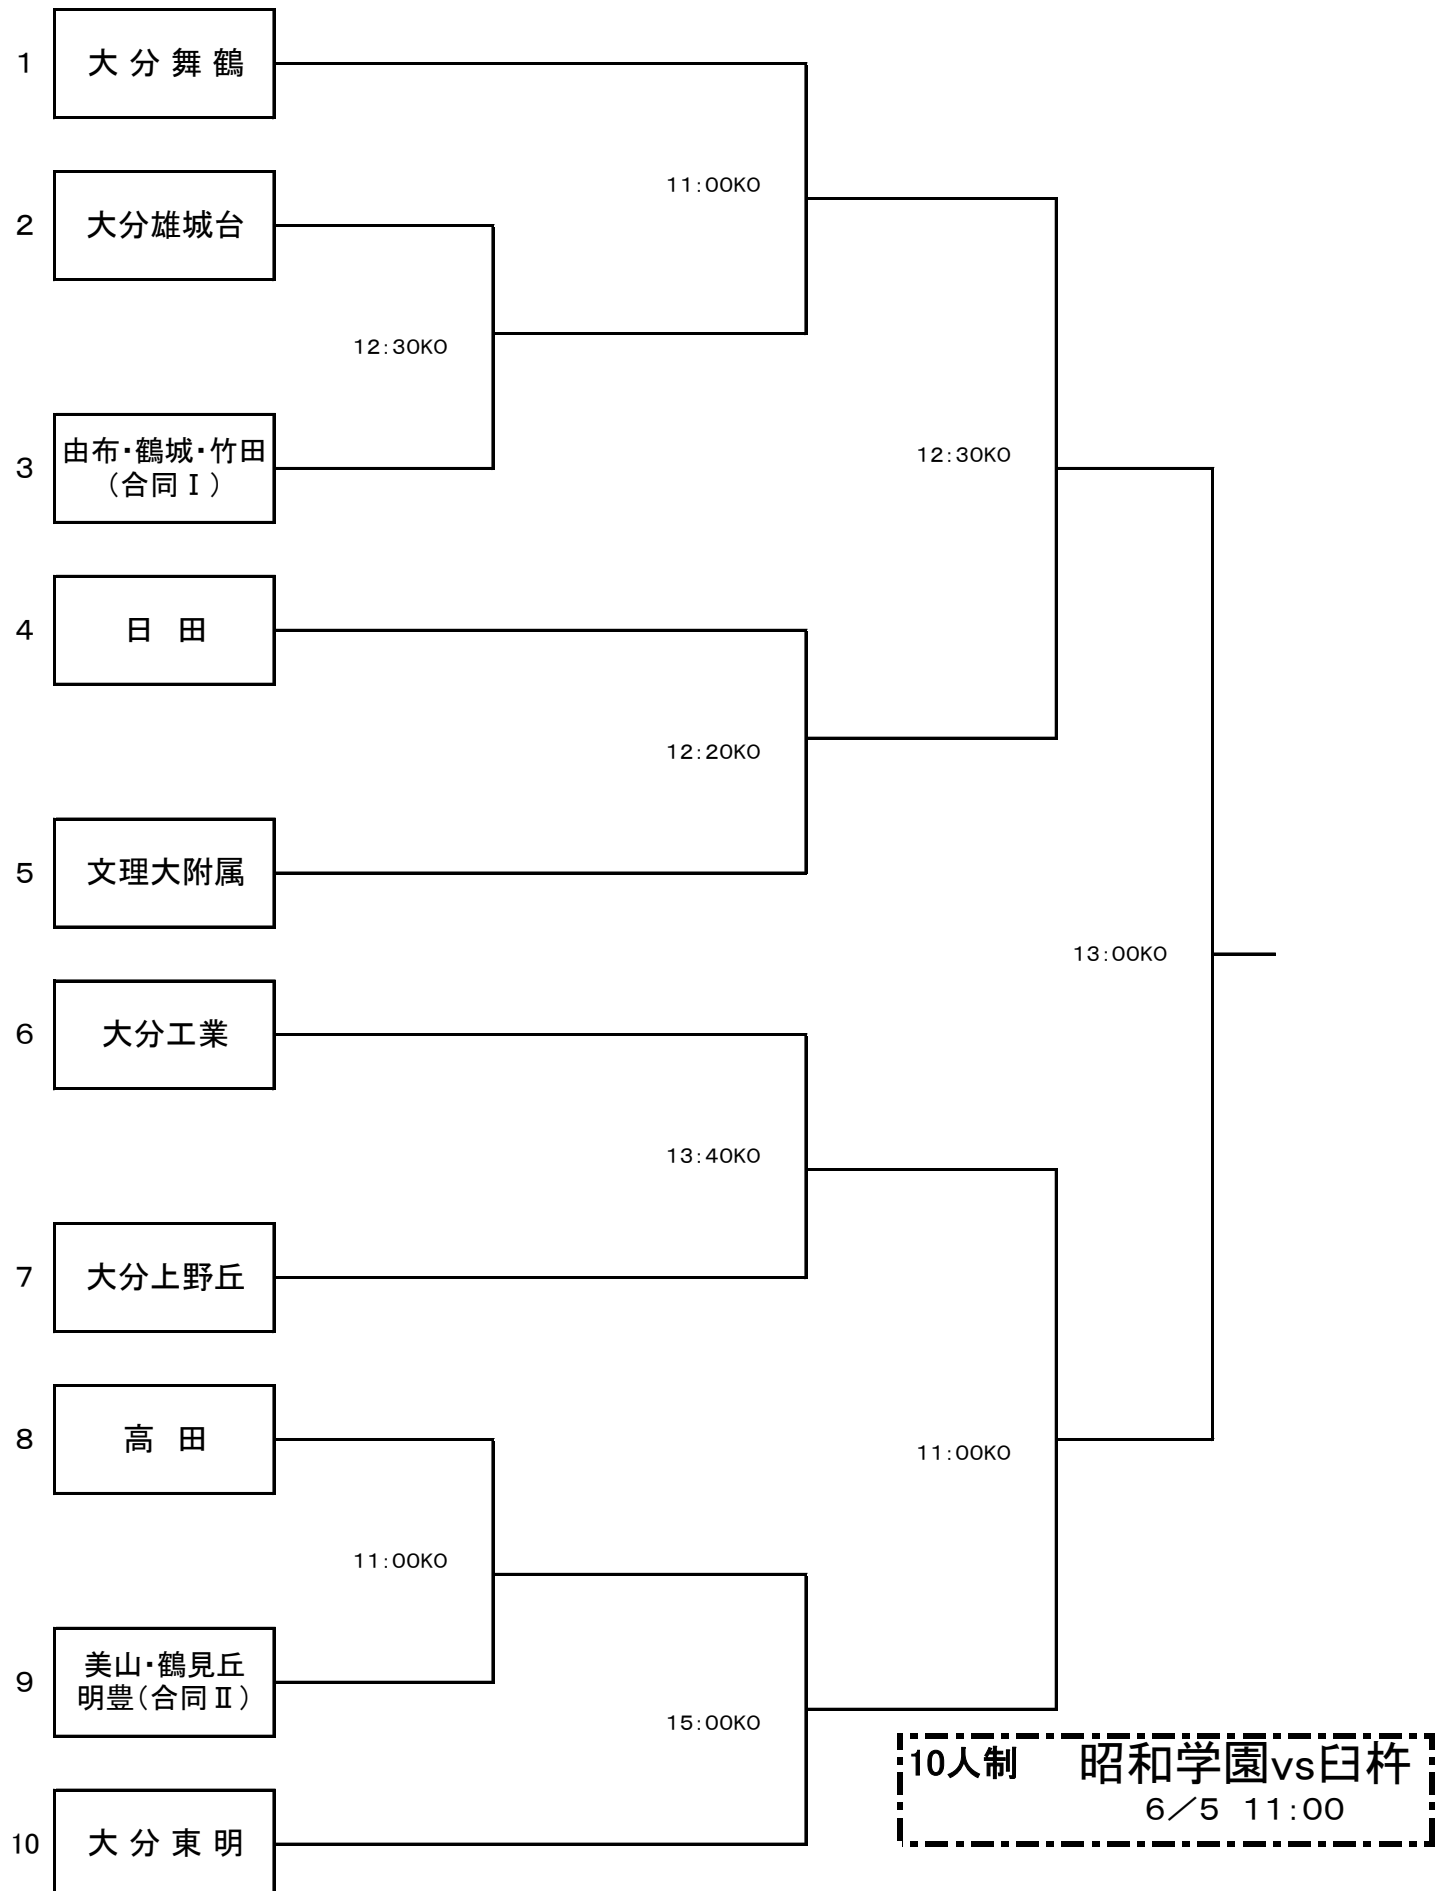 1 大分舞鶴
11:00KO
2 大分雄城台
12:30KO
3 由布・鶴城・竹田
(合同Ⅰ)
12:30KO
4 日 田
12:20KO
5 文理大附属
13:00KO
6 大分工業
13:40KO
7 大分上野丘
8 高 田
11:00KO
11:00KO
9 美山・鶴見丘
明豊(合同Ⅱ)
15:00KO
10人制 昭和学園vs臼杵
6/5 11:00
10 大分東明